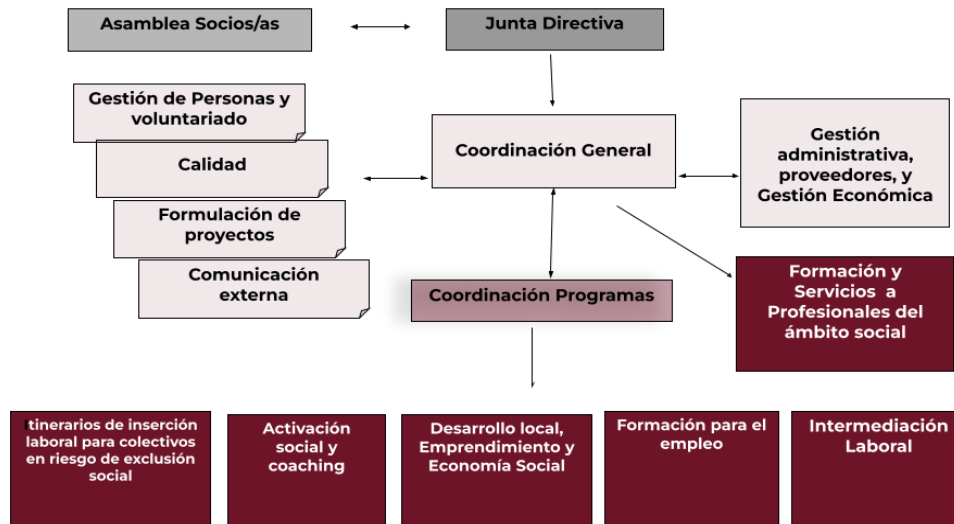 Asamblea Socios/as
Junta Directiva
Gestión de Personas y
voluntariado
Calidad
Formulación de
proyectos
Comunicación
externa
Coordinación General
Gestión
administrativa,
proveedores, y
Gestión Económica
Coordinación Programas
Formación y
Servicios a
Profesionales del
ámbito social
Itinerarios de inserción
laboral para colectivos
en riesgo de exclusión
social
Activación
social y
coaching
Desarrollo local,
Emprendimiento y
Economía Social
Formación para el
empleo
Intermediación
Laboral